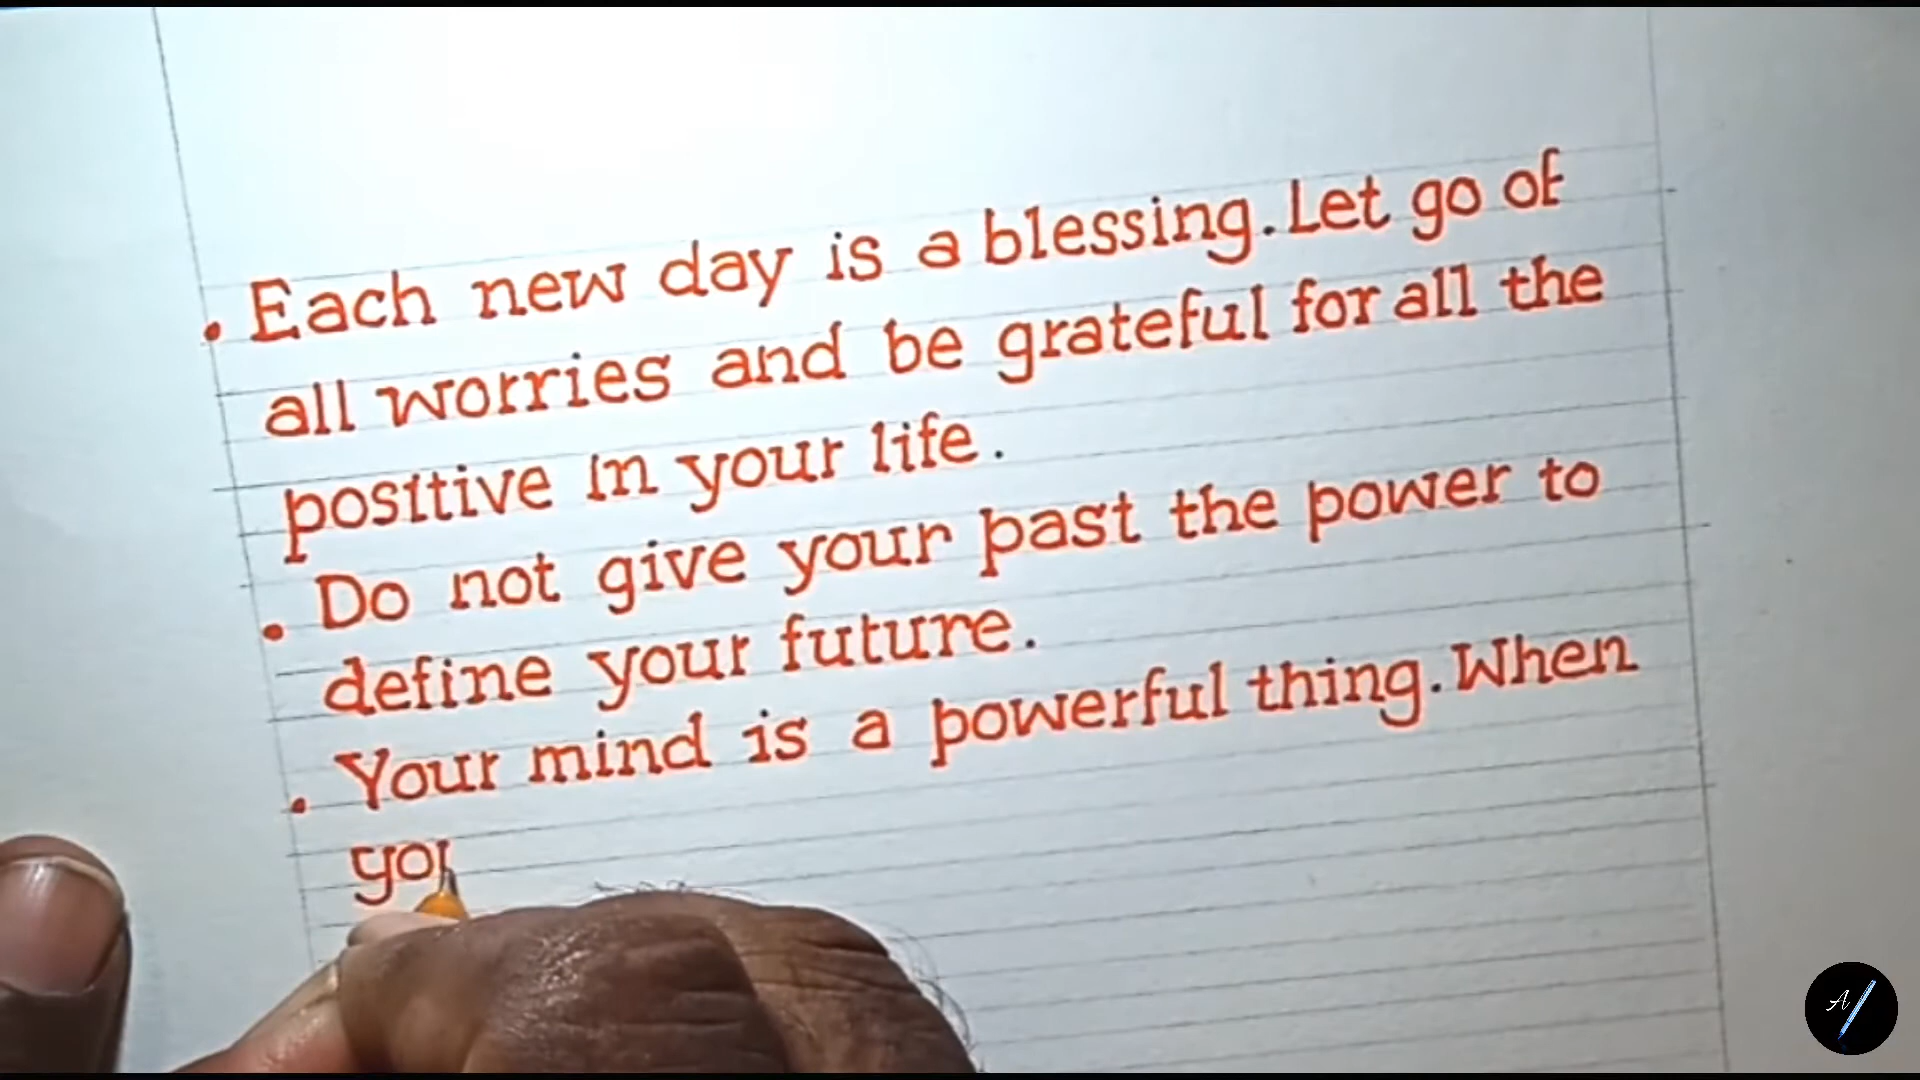 . Each new day is a blessing. Let go of
all worries and be grateful for all the
positive in your life.
. Do not give your past the power to
define your future.
. Your mind is a powerful thing. When
yo
A